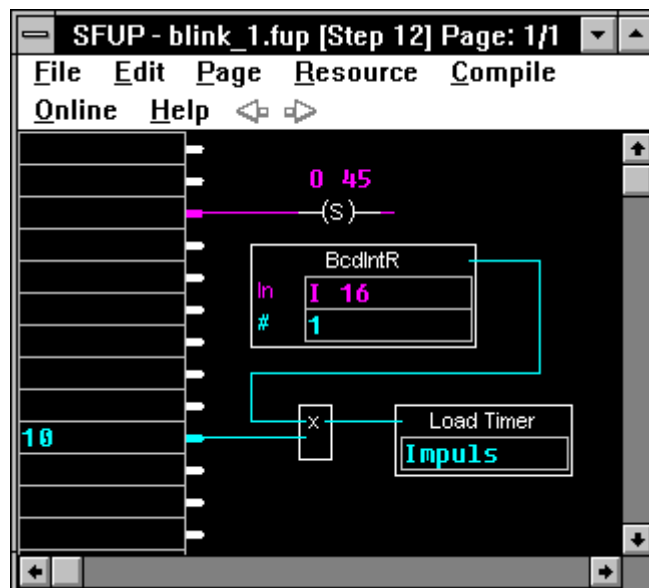 SFUP - blink_1.fup [Step 12] Page: 1/1
File Edit Page Resource Compile
Online Help
O 45
(S)
BcdIntR
In I 16
# 1
10
x
Load Timer
Impuls